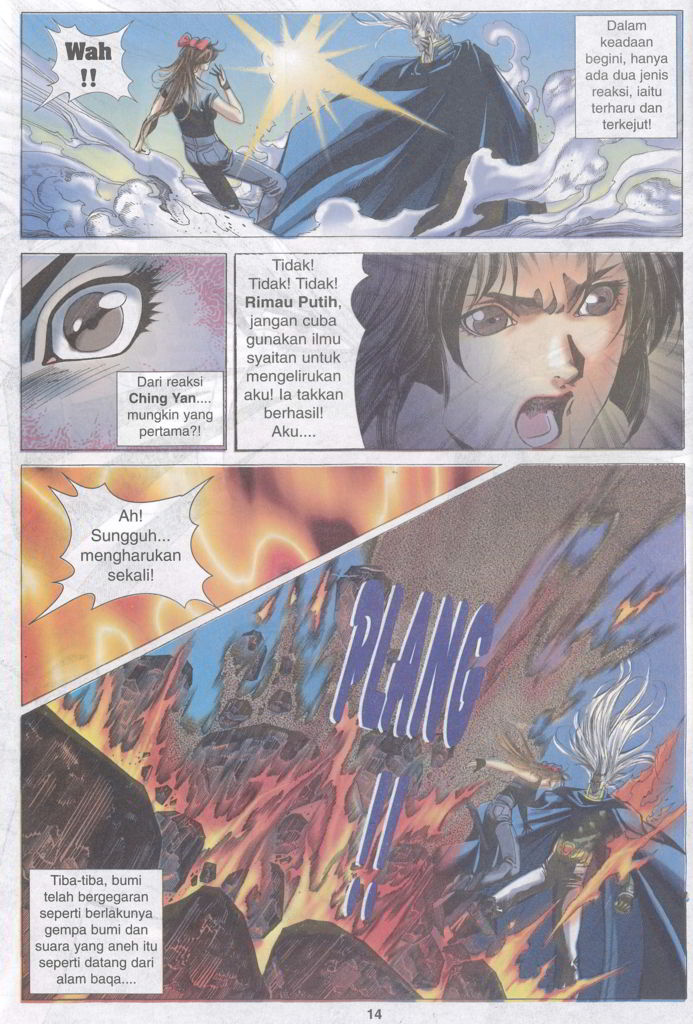 Wah
!!
Dalam
keadaan
begini, hanya
ada dua jenis
reaksi, iaitu
terharu dan
terkejut!
Dari reaksi
Ching Yan....
mungkin yang
pertama?!
Tidak!
Tidak! Tidak!
Rimau Putih,
jangan cuba
gunakan ilmu
syaitan untuk
mengelirukan
aku! Ia takkan
berhasil!
Aku....
Ah!
Sungguh...
mengharukan
sekali!
PLANG
!!
Tiba-tiba, bumi
telah bergegaran
seperti berlakunya
gempa bumi dan
suara yang aneh itu
seperti datang dari
alam baqa....
14